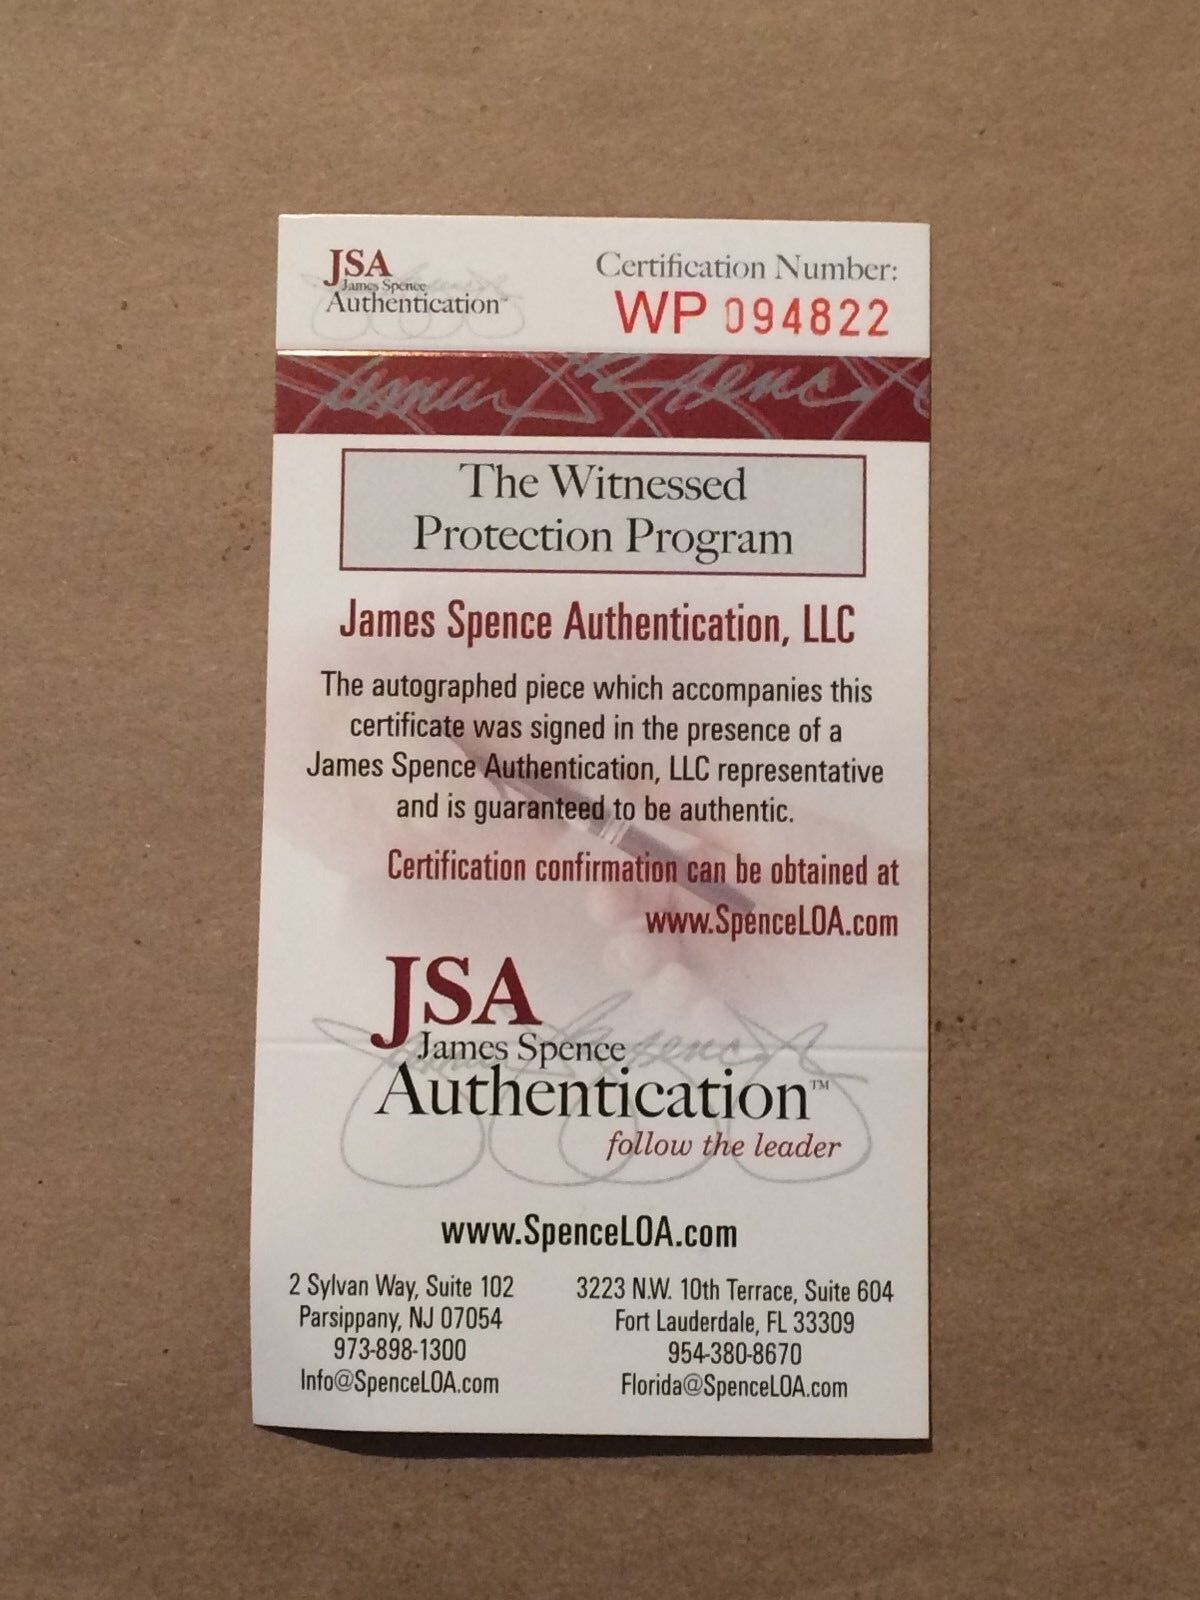 JSA
James Spence
Authentication™
Certification Number:
WP 094822
James Spence
The Witnessed
Protection Program
James Spence Authentication, LLC
The autographed piece which accompanies this
certificate was signed in the presence of a
James Spence Authentication, LLC representative
and is guaranteed to be authentic.
Certification confirmation can be obtained at
www.SpenceLOA.com
JSA
James Spence
Authentication™
follow the leader
www.SpenceLOA.com
2 Sylvan Way, Suite 102
Parsippany, NJ 07054
973-898-1300
Info@SpenceLOA.com
3223 N.W. 10th Terrace, Suite 604
Fort Lauderdale, FL 33309
954-380-8670
Florida@SpenceLOA.com